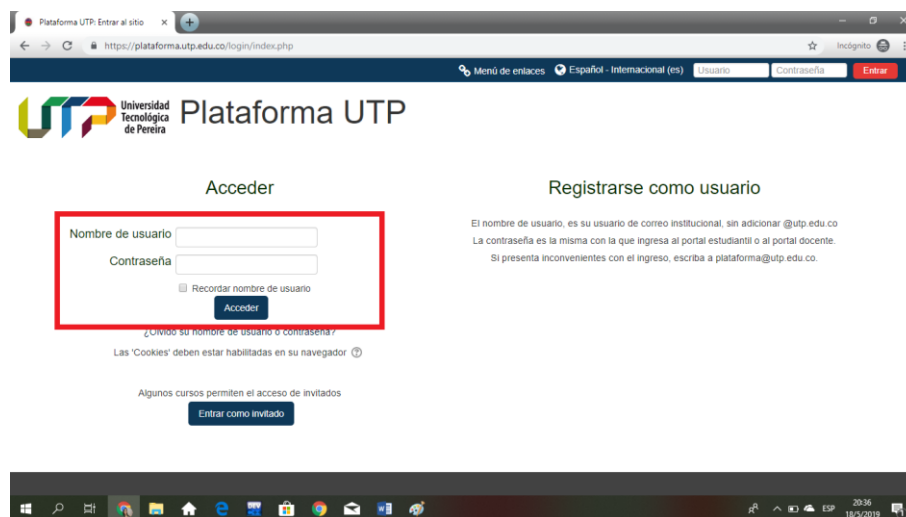 Plataforma UTP: Entrar al sitio
https://plataforma.utp.edu.co/login/index.php
Incógnito
Menú de enlaces Español - Internacional (es) Usuario Contraseña Entrar
UTP Universidad
Tecnológica
de Pereira
Plataforma UTP
Acceder
Nombre de usuario
Contraseña
Recordar nombre de usuario
Acceder
¿Olvidó su nombre de usuario o contraseña?
Las 'Cookies' deben estar habilitadas en su navegador
Algunos cursos permiten el acceso de invitados
Entrar como invitado
Registrarse como usuario
El nombre de usuario, es su usuario de correo institucional, sin adicionar @utp.edu.co
La contraseña es la misma con la que ingresa al portal estudiantil o al portal docente.
Si presenta inconvenientes con el ingreso, escriba a plataforma@utp.edu.co.
ESP
20:36
18/5/2019